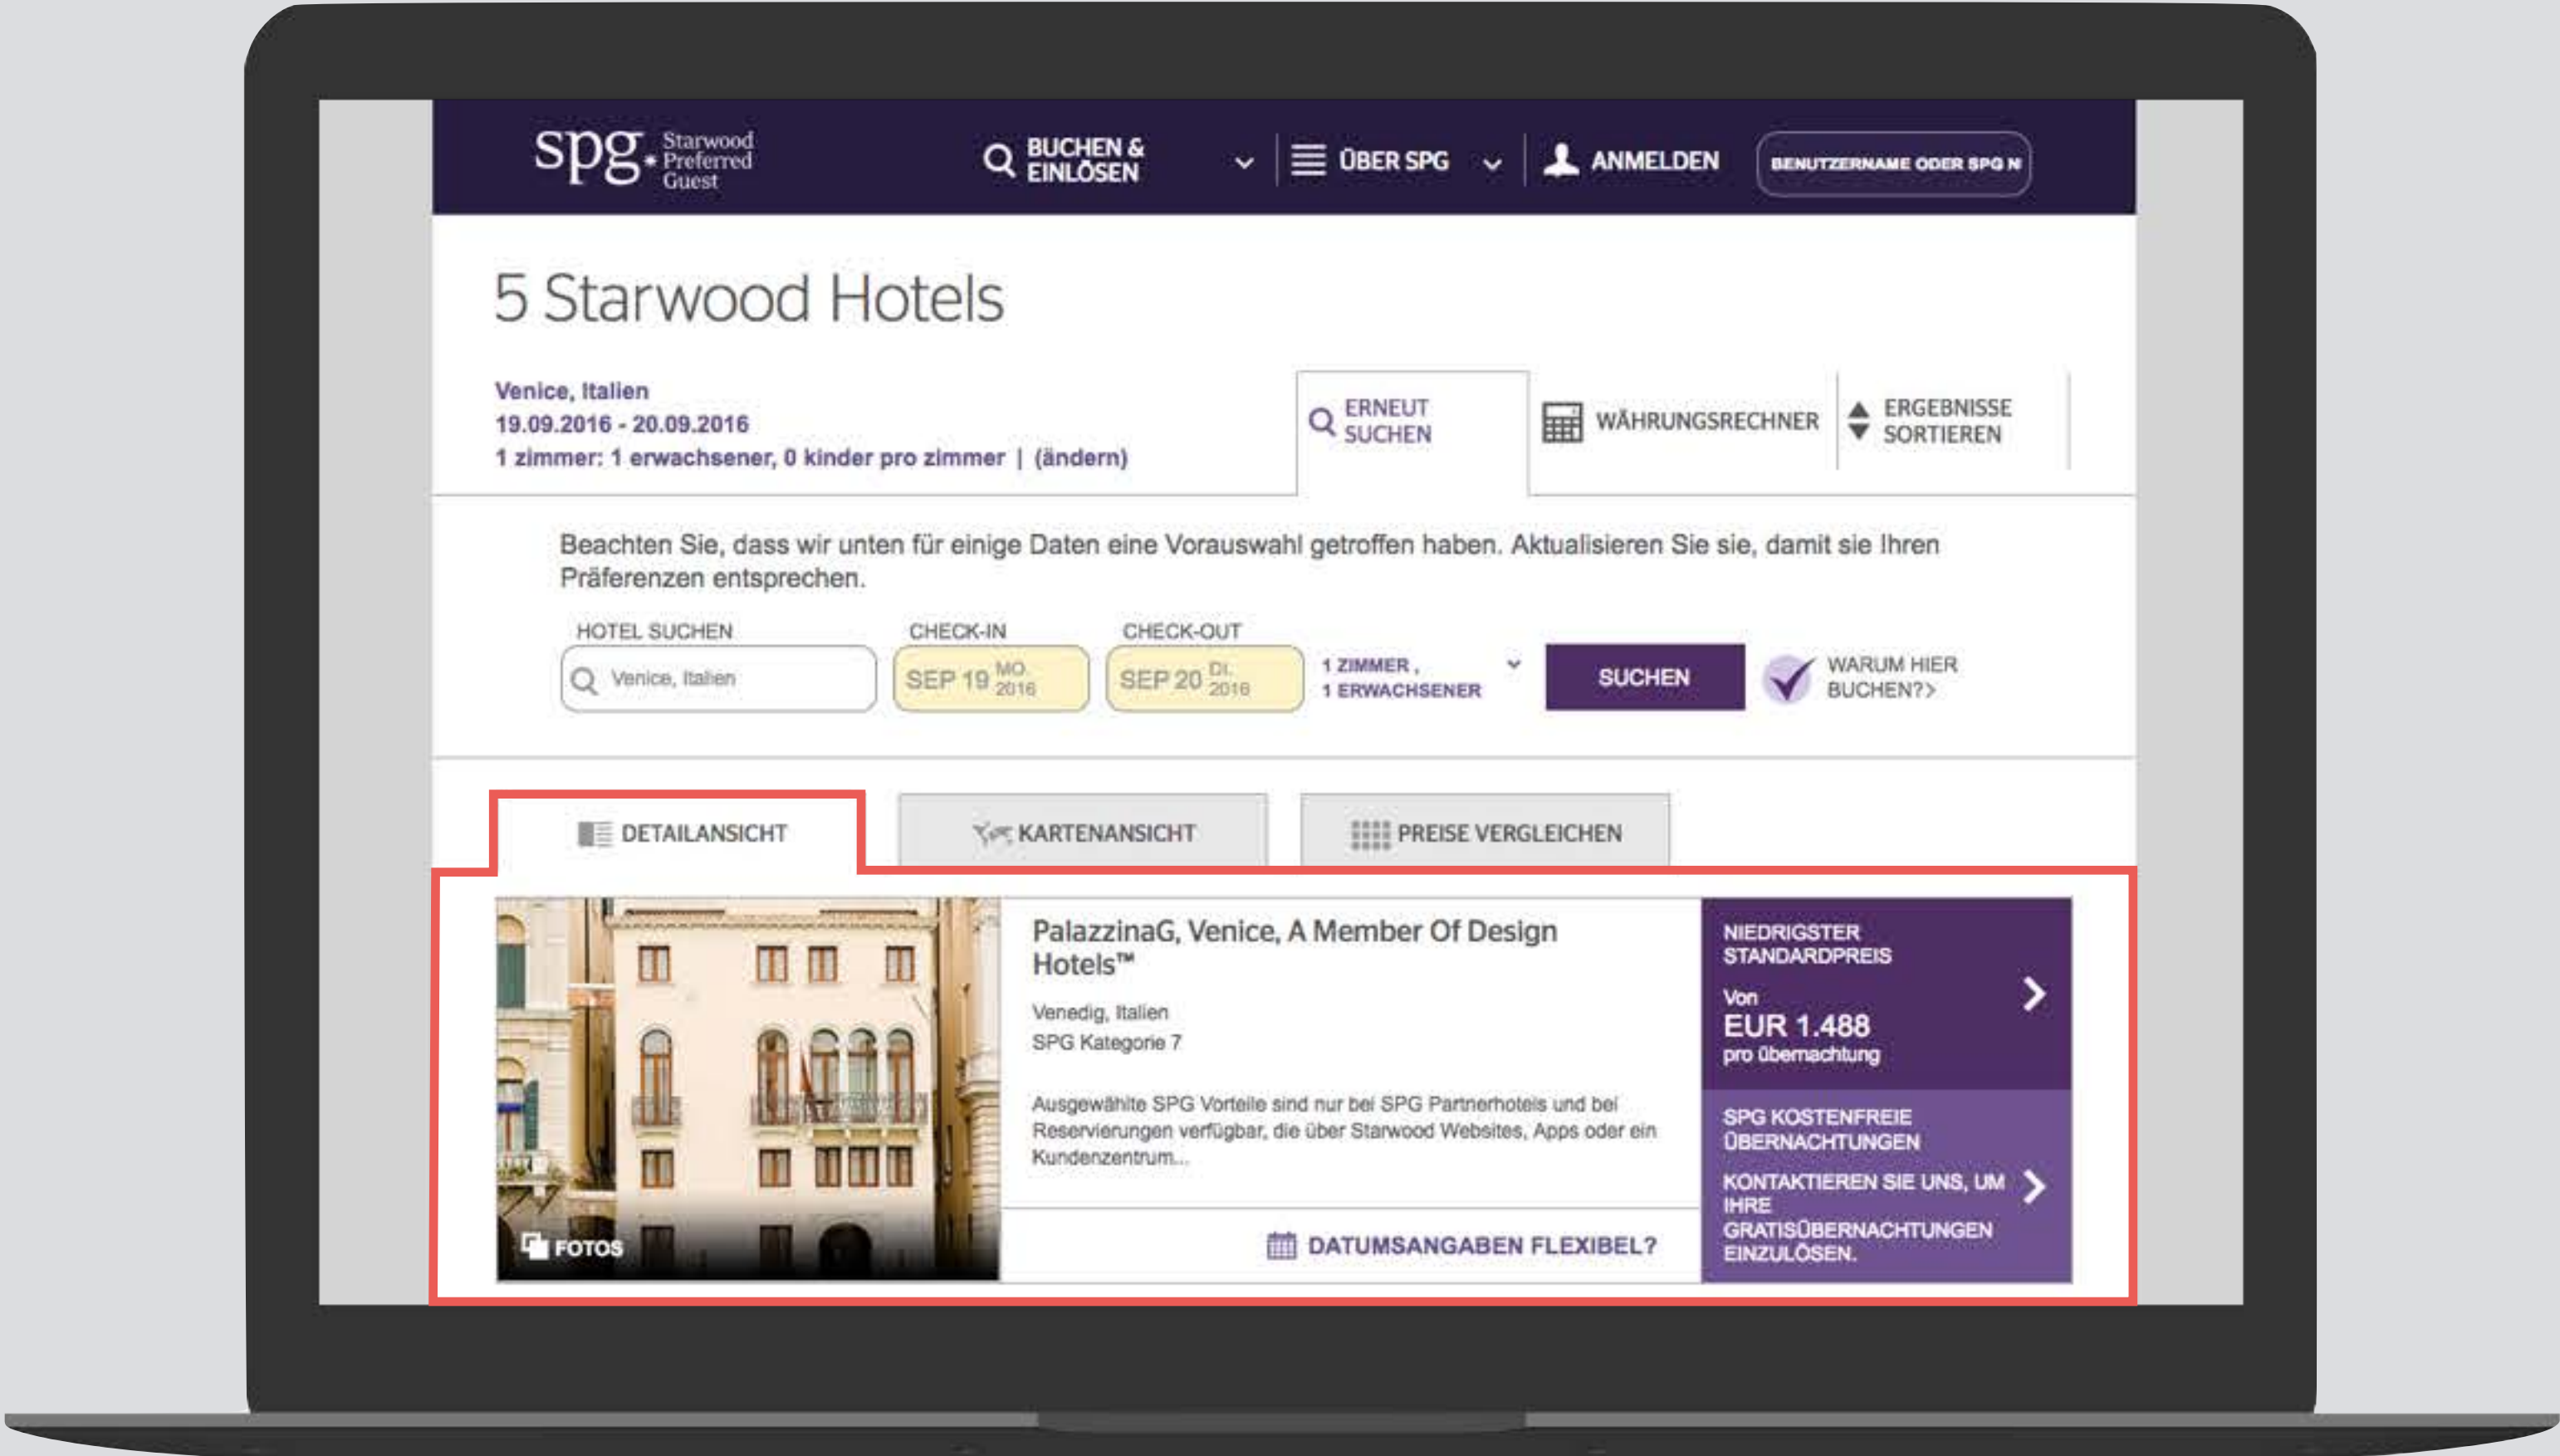 spg* Starwood
Preferred
Guest
BUCHEN &
EINLÖSEN
ÜBER SPG
ANMELDEN
BENUTZERNAME ODER SPG N
5 Starwood Hotels
Venice, Italien
19.09.2016 - 20.09.2016
1 zimmer: 1 erwachsener, 0 kinder pro zimmer | (ändern)
ERNEUT
SUCHEN
WÄHRUNGSRECHNER
ERGEBNISSE
SORTIEREN
Beachten Sie, dass wir unten für einige Daten eine Vorauswahl getroffen haben. Aktualisieren Sie sie, damit sie Ihren
Präferenzen entsprechen.
HOTEL SUCHEN
Venice, Italien
CHECK-IN
SEP 19 MO.
2016
CHECK-OUT
SEP 20 DI.
2016
1 ZIMMER ,
1 ERWACHSENER
SUCHEN
WARUM HIER
BUCHEN?>
DETAILANSICHT
KARTENANSICHT
PREISE VERGLEICHEN
FOTOS
PalazzinaG, Venice, A Member Of Design
Hotels™
Venedig, Italien
SPG Kategorie 7
Ausgewählte SPG Vorteile sind nur bei SPG Partnerhotels und bei
Reservierungen verfügbar, die über Starwood Websites, Apps oder ein
Kundenzentrum...
DATUMSANGABEN FLEXIBEL?
NIEDRIGSTER
STANDARDPREIS
Von
EUR 1.488
pro übernachtung
SPG KOSTENFREIE
ÜBERNACHTUNGEN
KONTAKTIEREN SIE UNS, UM
IHRE
GRATISÜBERNACHTUNGEN
EINZULÖSEN.